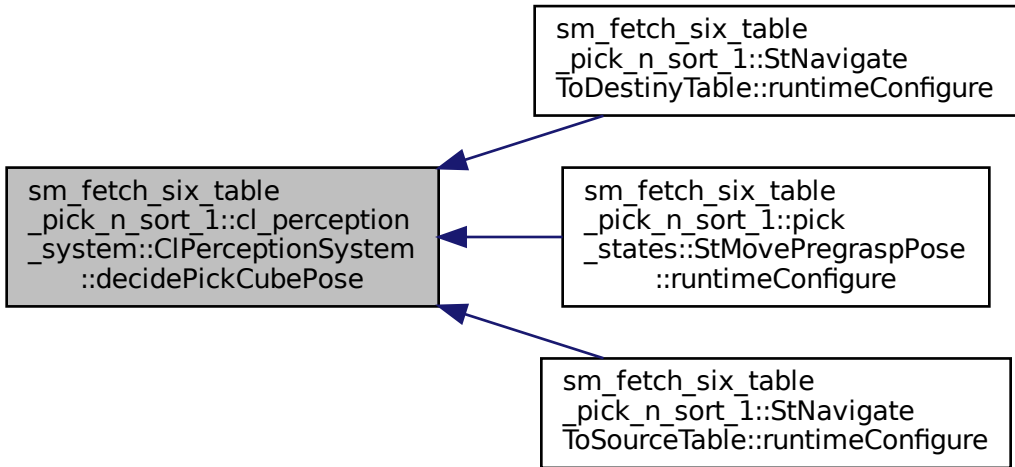 sm_fetch_six_table
_pick_n_sort_1::StNavigate
ToDestinyTable::runtimeConfigure
sm_fetch_six_table
_pick_n_sort_1::cl_perception
_system::ClPerceptionSystem
::decidePickCubePose
sm_fetch_six_table
_pick_n_sort_1::pick
_states::StMovePregraspPose
::runtimeConfigure
sm_fetch_six_table
_pick_n_sort_1::StNavigate
ToSourceTable::runtimeConfigure